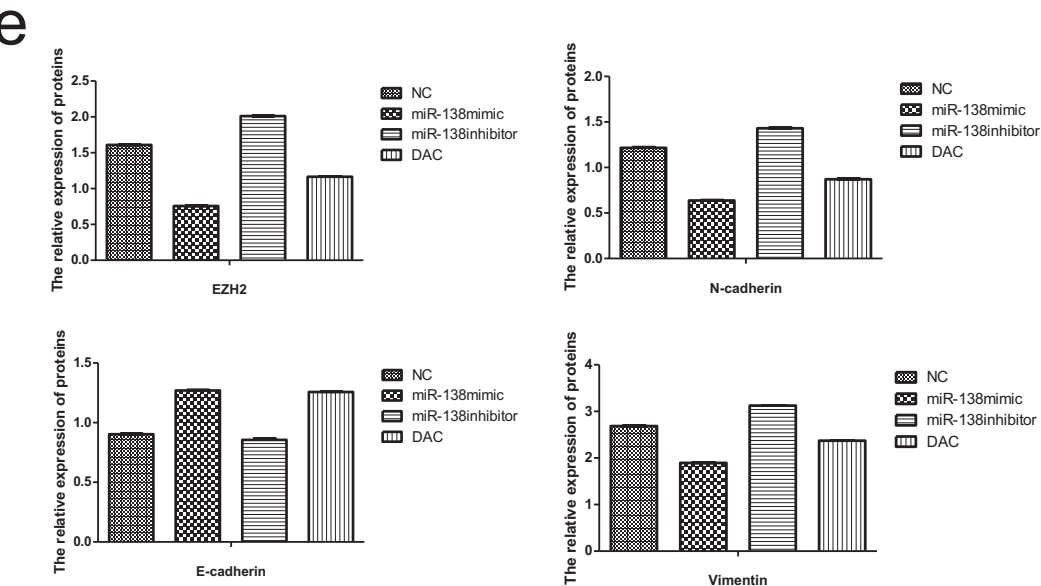 e
The relative expression of proteins
2.5
2.0
1.5
1.0
0.5
0.0
EZH2
NC
miR-138mimic
miR-138inhibitor
DAC
The relative expression of proteins
2.0
1.5
1.0
0.5
0.0
N-cadherin
NC
miR-138mimic
miR-138inhibitor
DAC
The relative expression of proteins
1.5
1.0
0.5
0.0
E-cadherin
NC
miR-138mimic
miR-138inhibitor
DAC
The relative expression of proteins
4
3
2
1
0
Vimentin
NC
miR-138mimic
miR-138inhibitor
DAC